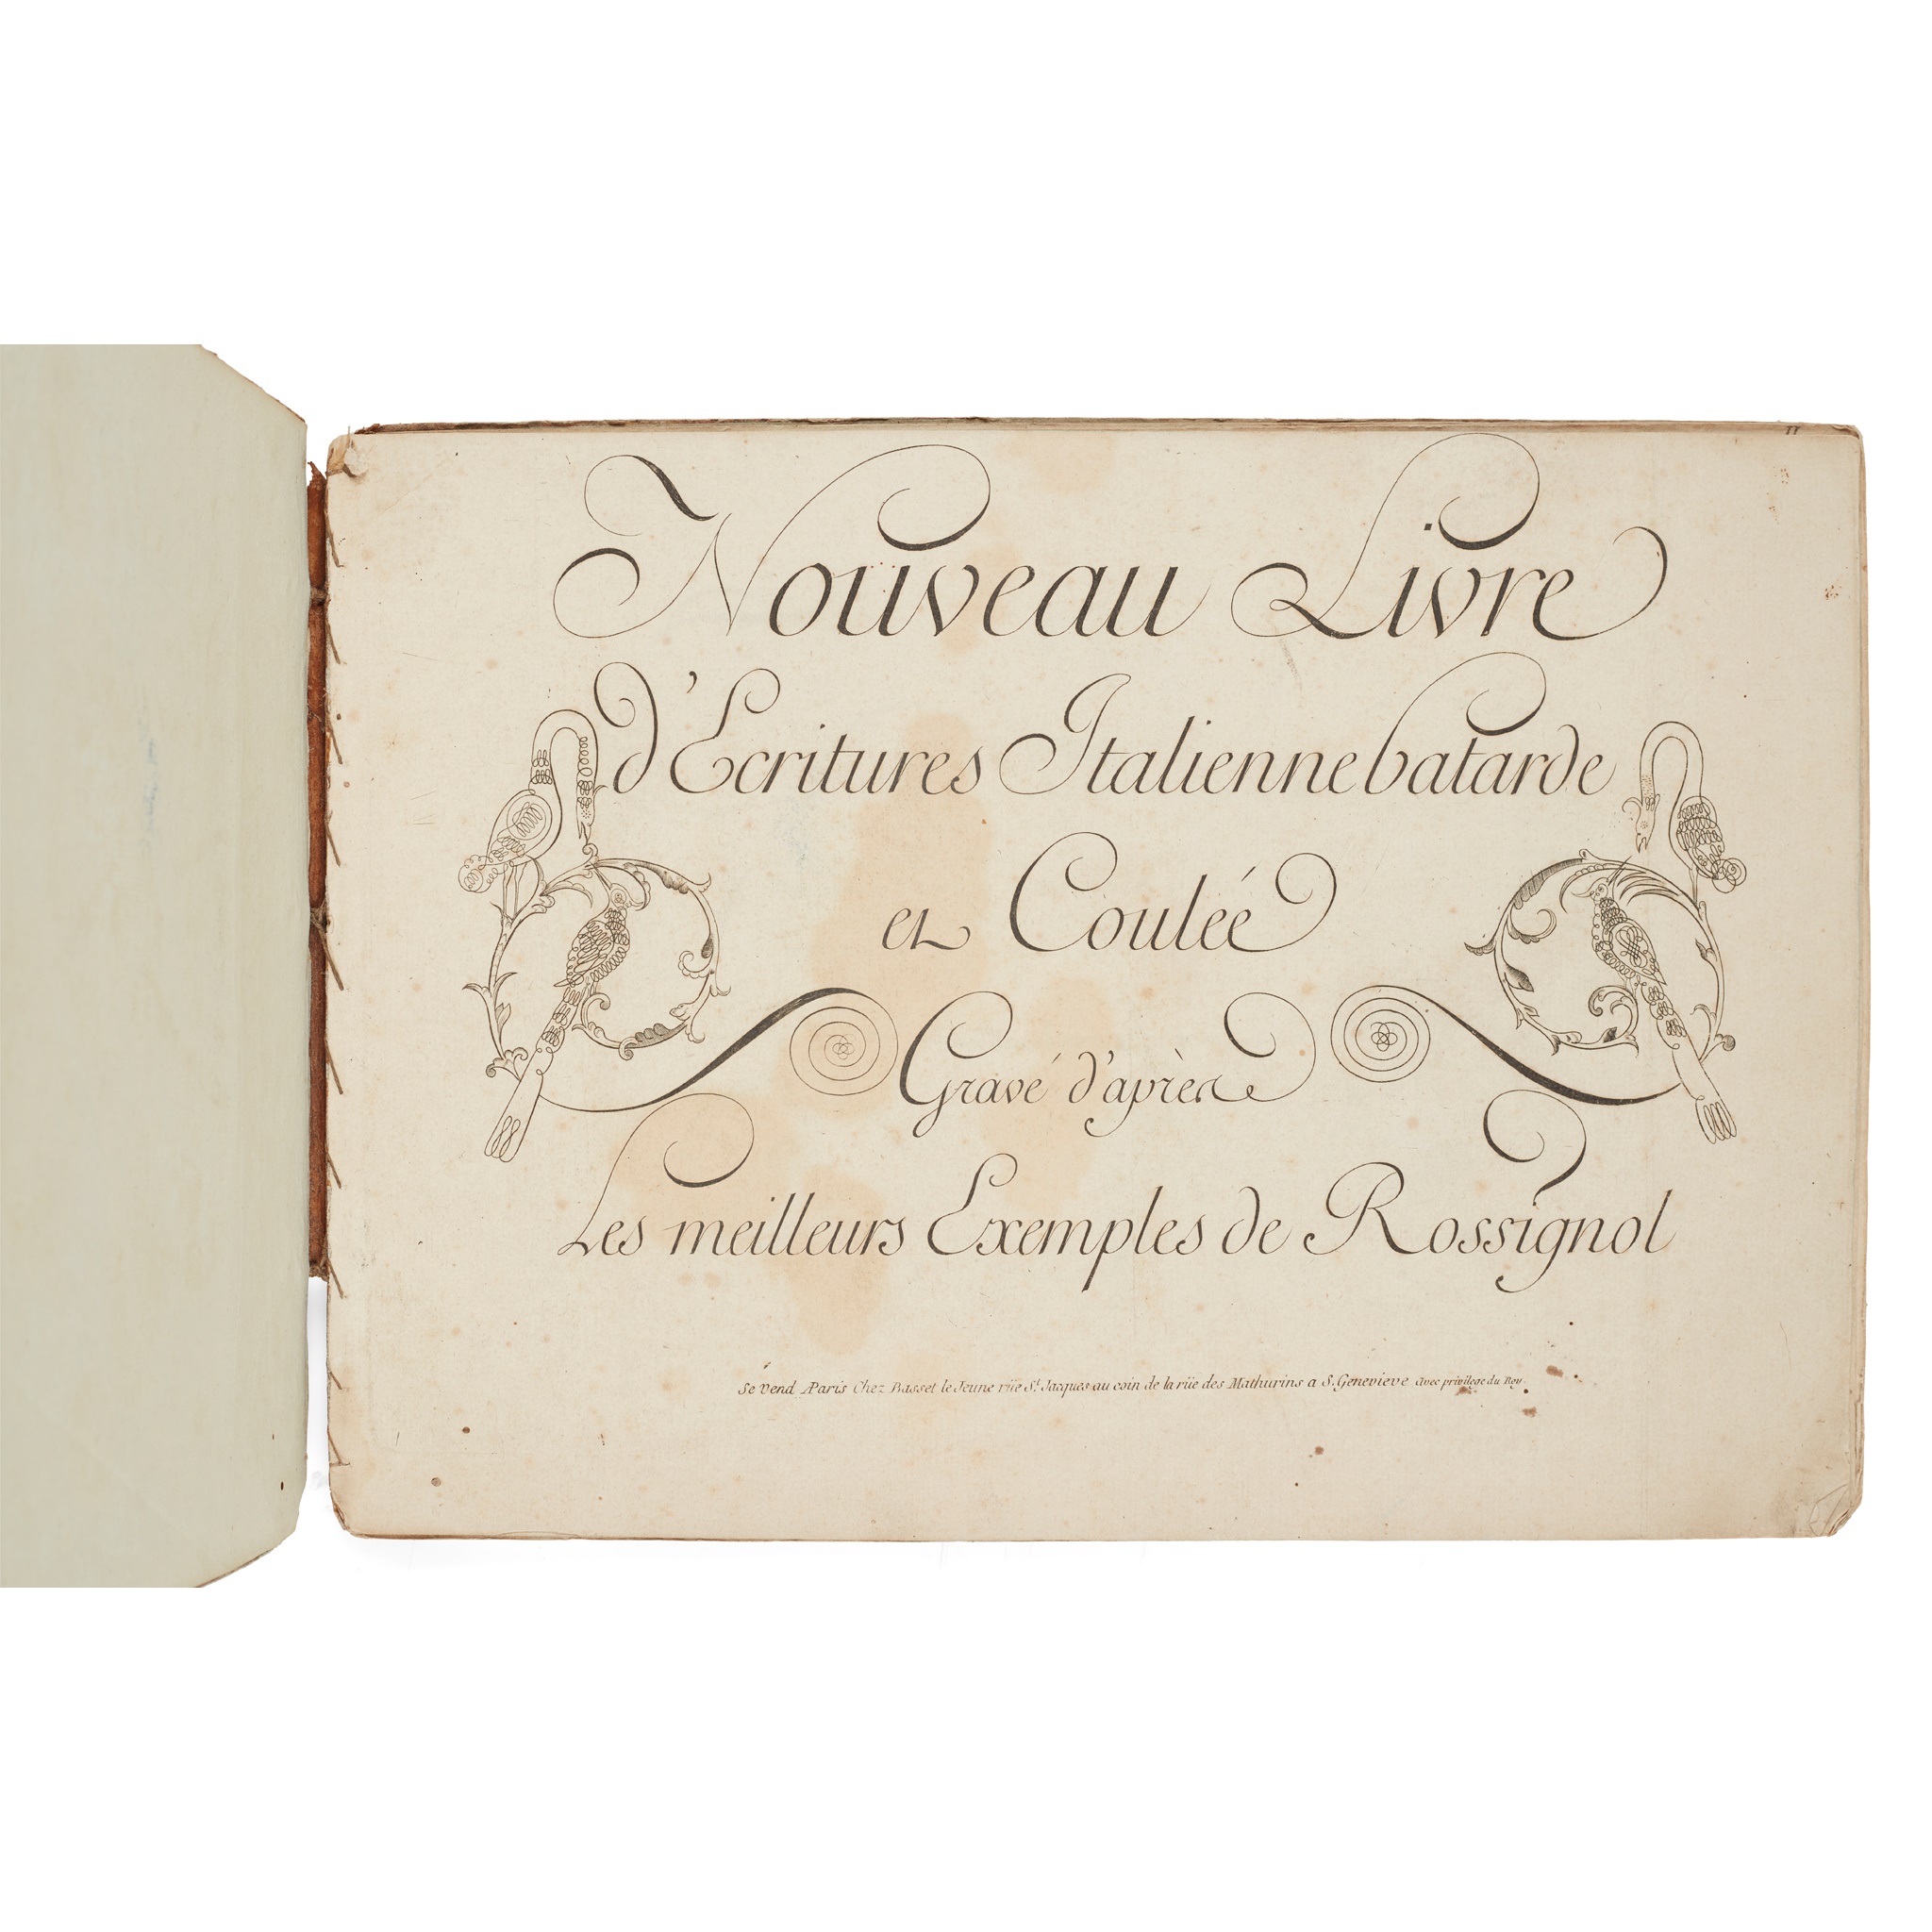 Nouveau Livre
d'Ecritures Italienne batarde
et Coulée
Gravé d'après
Les meilleurs Exemples de Rossignol
Se vend A Paris Chez Basset le Jeune rüe St. Jacques au coin de la rüe des Mathurins a S. Genevieve avec privilege du Roy.